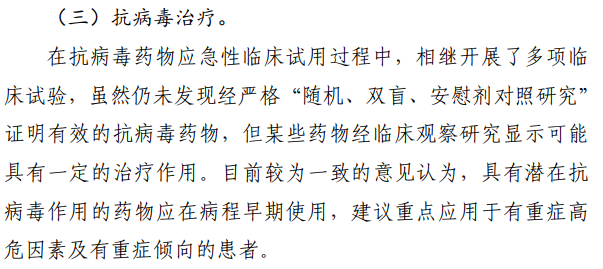 （三）抗病毒治疗。
在抗病毒药物应急性临床试用过程中，相继开展了多项临
床试验，虽然仍未发现经严格“随机、双盲、安慰剂对照研究”
证明有效的抗病毒药物，但某些药物经临床观察研究显示可能
具有一定的治疗作用。目前较为一致的意见认为，具有潜在抗
病毒作用的药物应在病程早期使用，建议重点应用于有重症高
危因素及有重症倾向的患者。